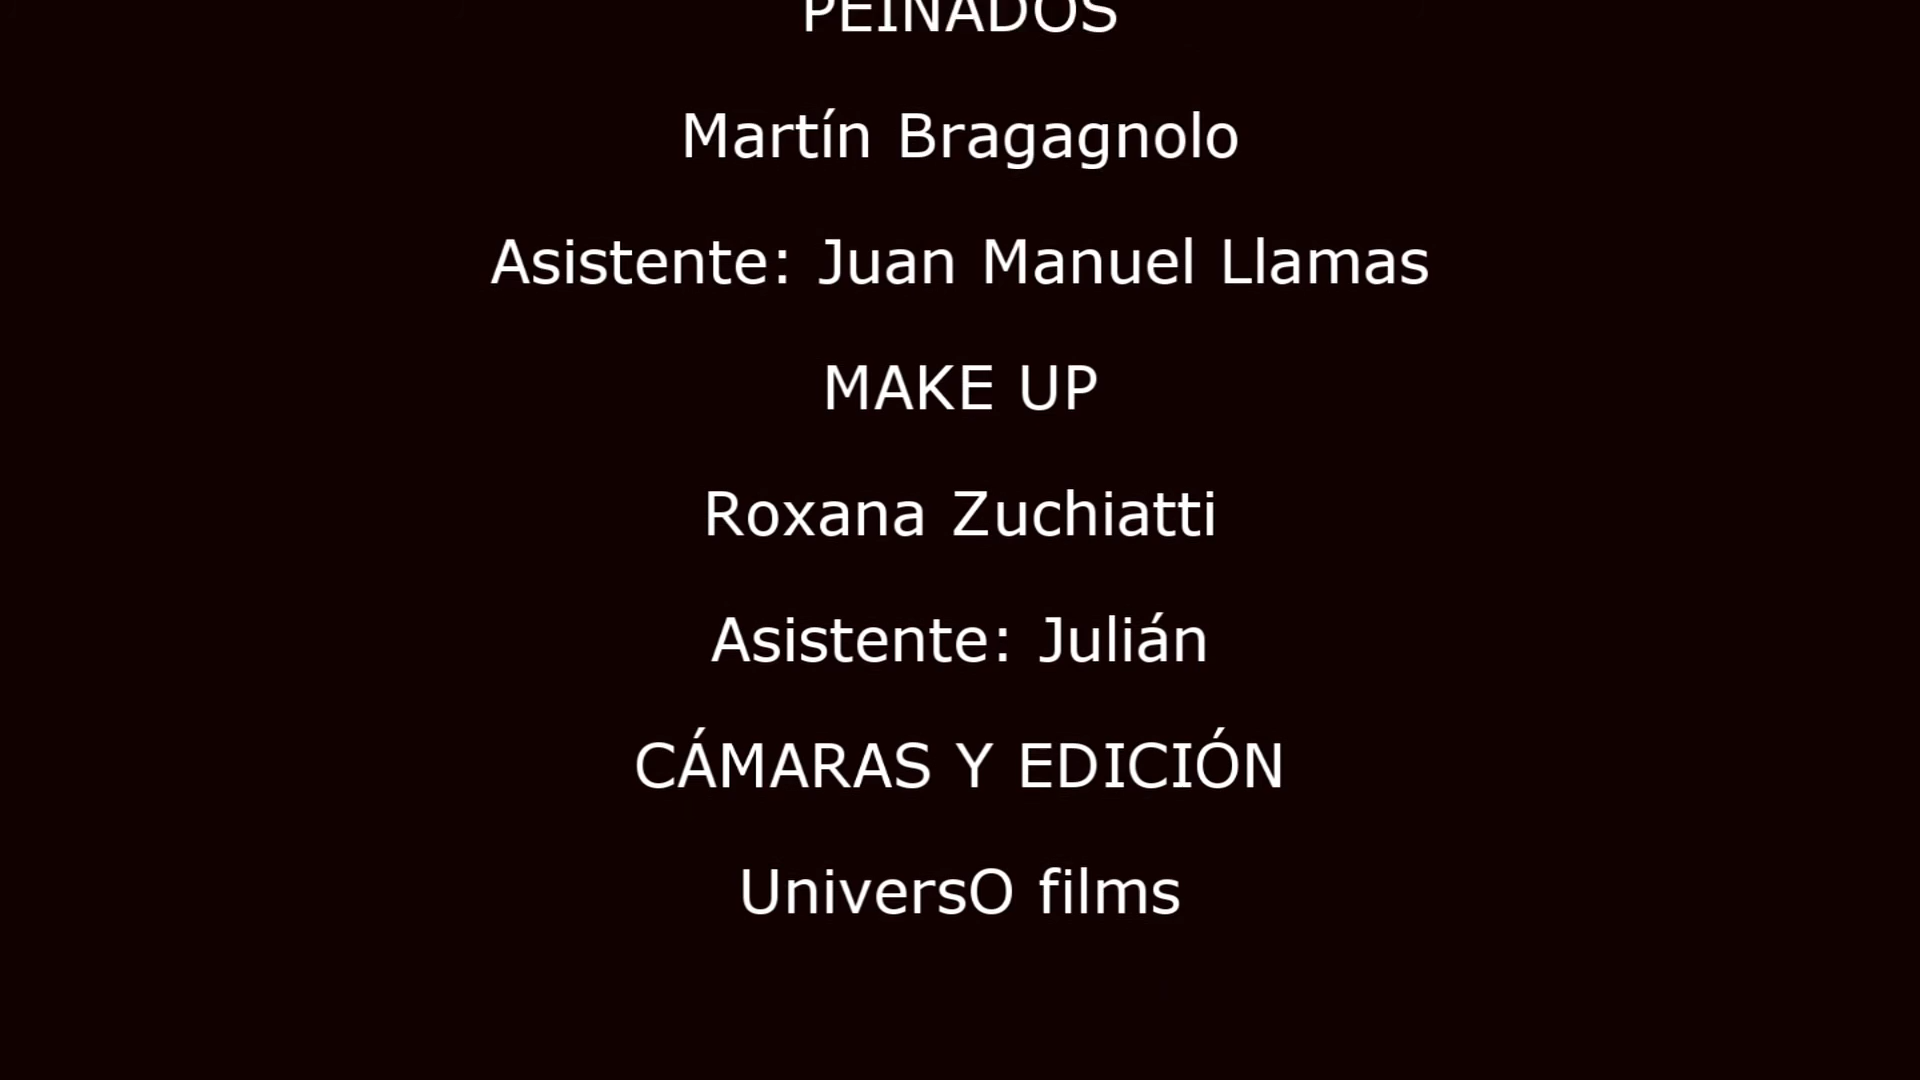 PEINADOS
Martín Bragagnolo
Asistente: Juan Manuel Llamas
MAKE UP
Roxana Zuchiatti
Asistente: Julián
CÁMARAS Y EDICIÓN
UniversO films